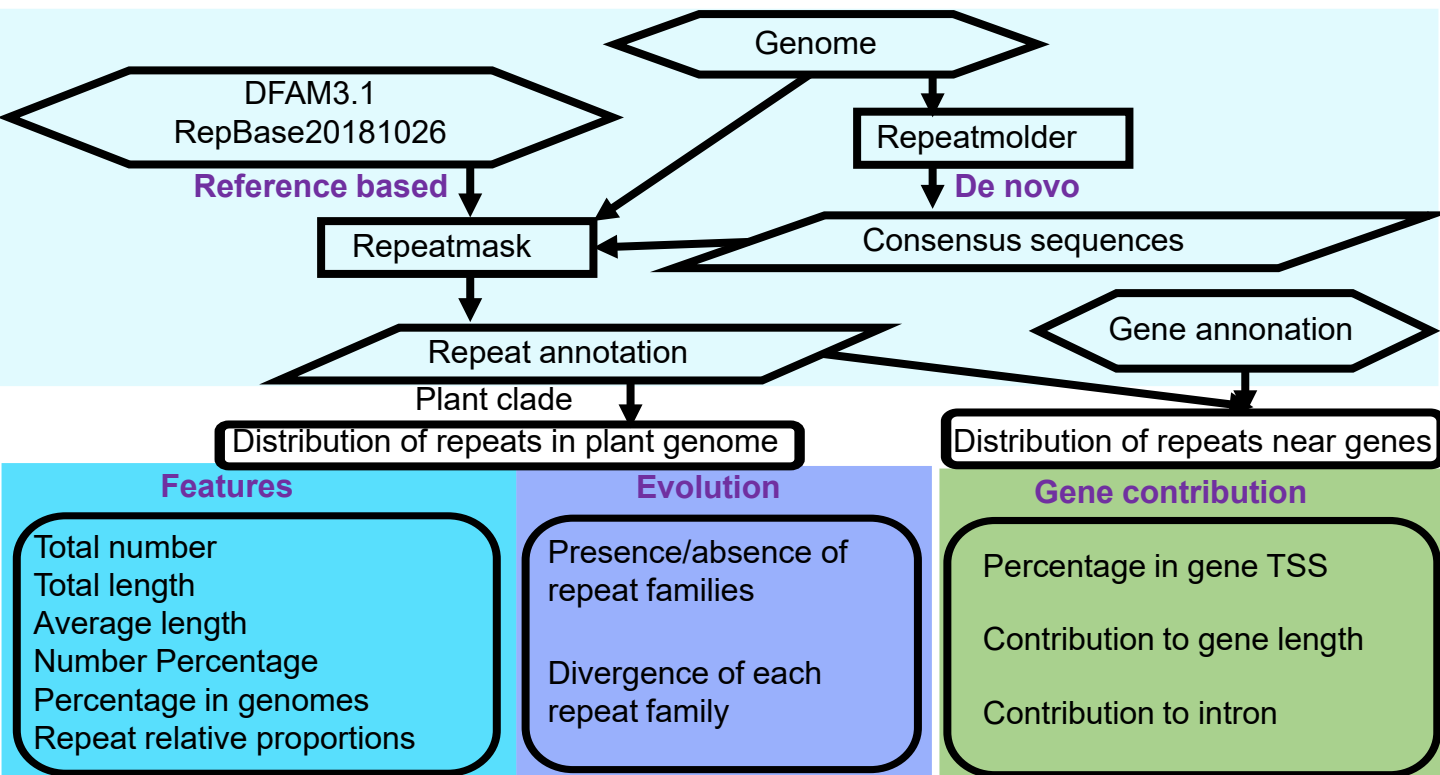 Genome
DFAM3.1
RepBase20181026
Repeatmolder
Reference based
De novo
Repeatmask
Consensus sequences
Gene annonation
Repeat annotation
Plant clade
Distribution of repeats in plant genome
Distribution of repeats near genes
Features
Total number
Total length
Average length
Number Percentage
Percentage in genomes
Repeat relative proportions
Evolution
Presence/absence of
repeat families
Divergence of each
repeat family
Gene contribution
Percentage in gene TSS
Contribution to gene length
Contribution to intron